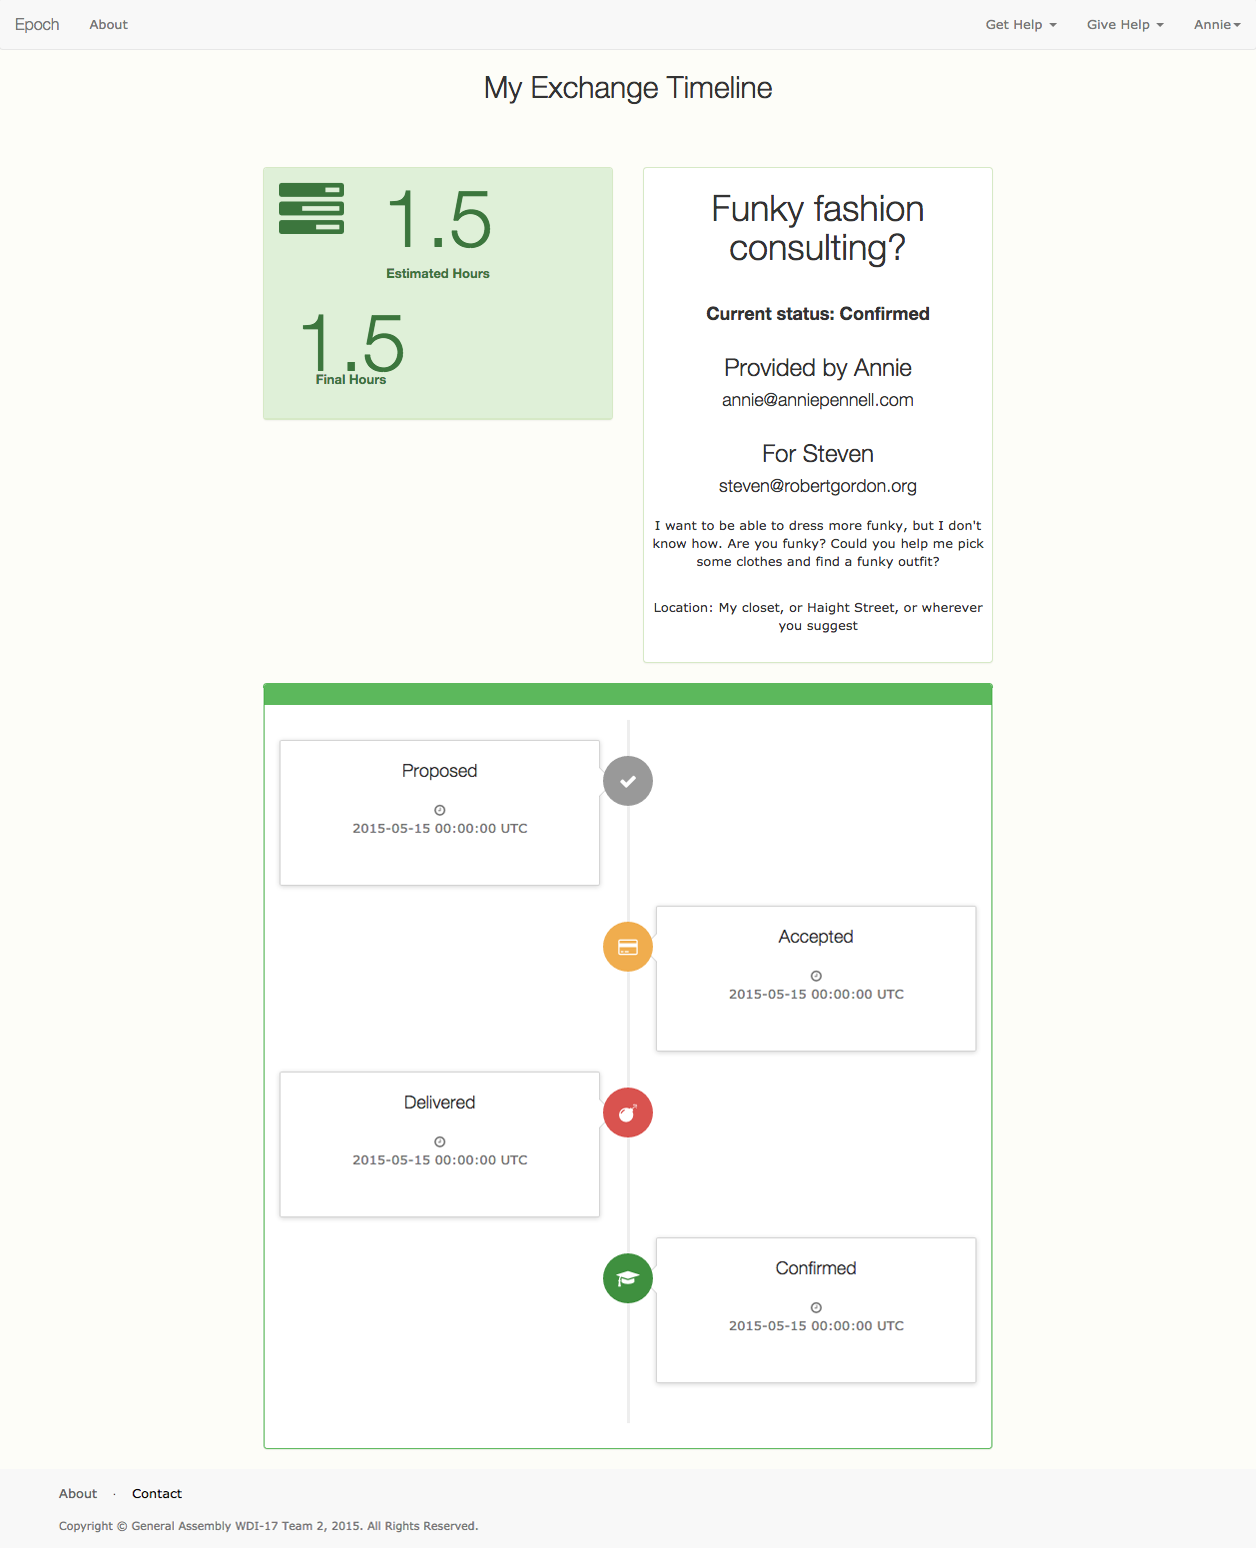 Epoch
About
Get Help
Give Help
Annie
My Exchange Timeline
1.5
Estimated Hours
1.5
Final Hours
Funky fashion
consulting?
Current status: Confirmed
Provided by Annie
annie@anniepennell.com
For Steven
steven@robertgordon.org
I want to be able to dress more funky, but I don't
know how. Are you funky? Could you help me pick
some clothes and find a funky outfit?
Location: My closet, or Haight Street, or wherever
you suggest
Proposed
2015-05-15 00:00:00 UTC
Accepted
2015-05-15 00:00:00 UTC
Delivered
2015-05-15 00:00:00 UTC
Confirmed
2015-05-15 00:00:00 UTC
About · Contact
Copyright © General Assembly WDI-17 Team 2, 2015. All Rights Reserved.